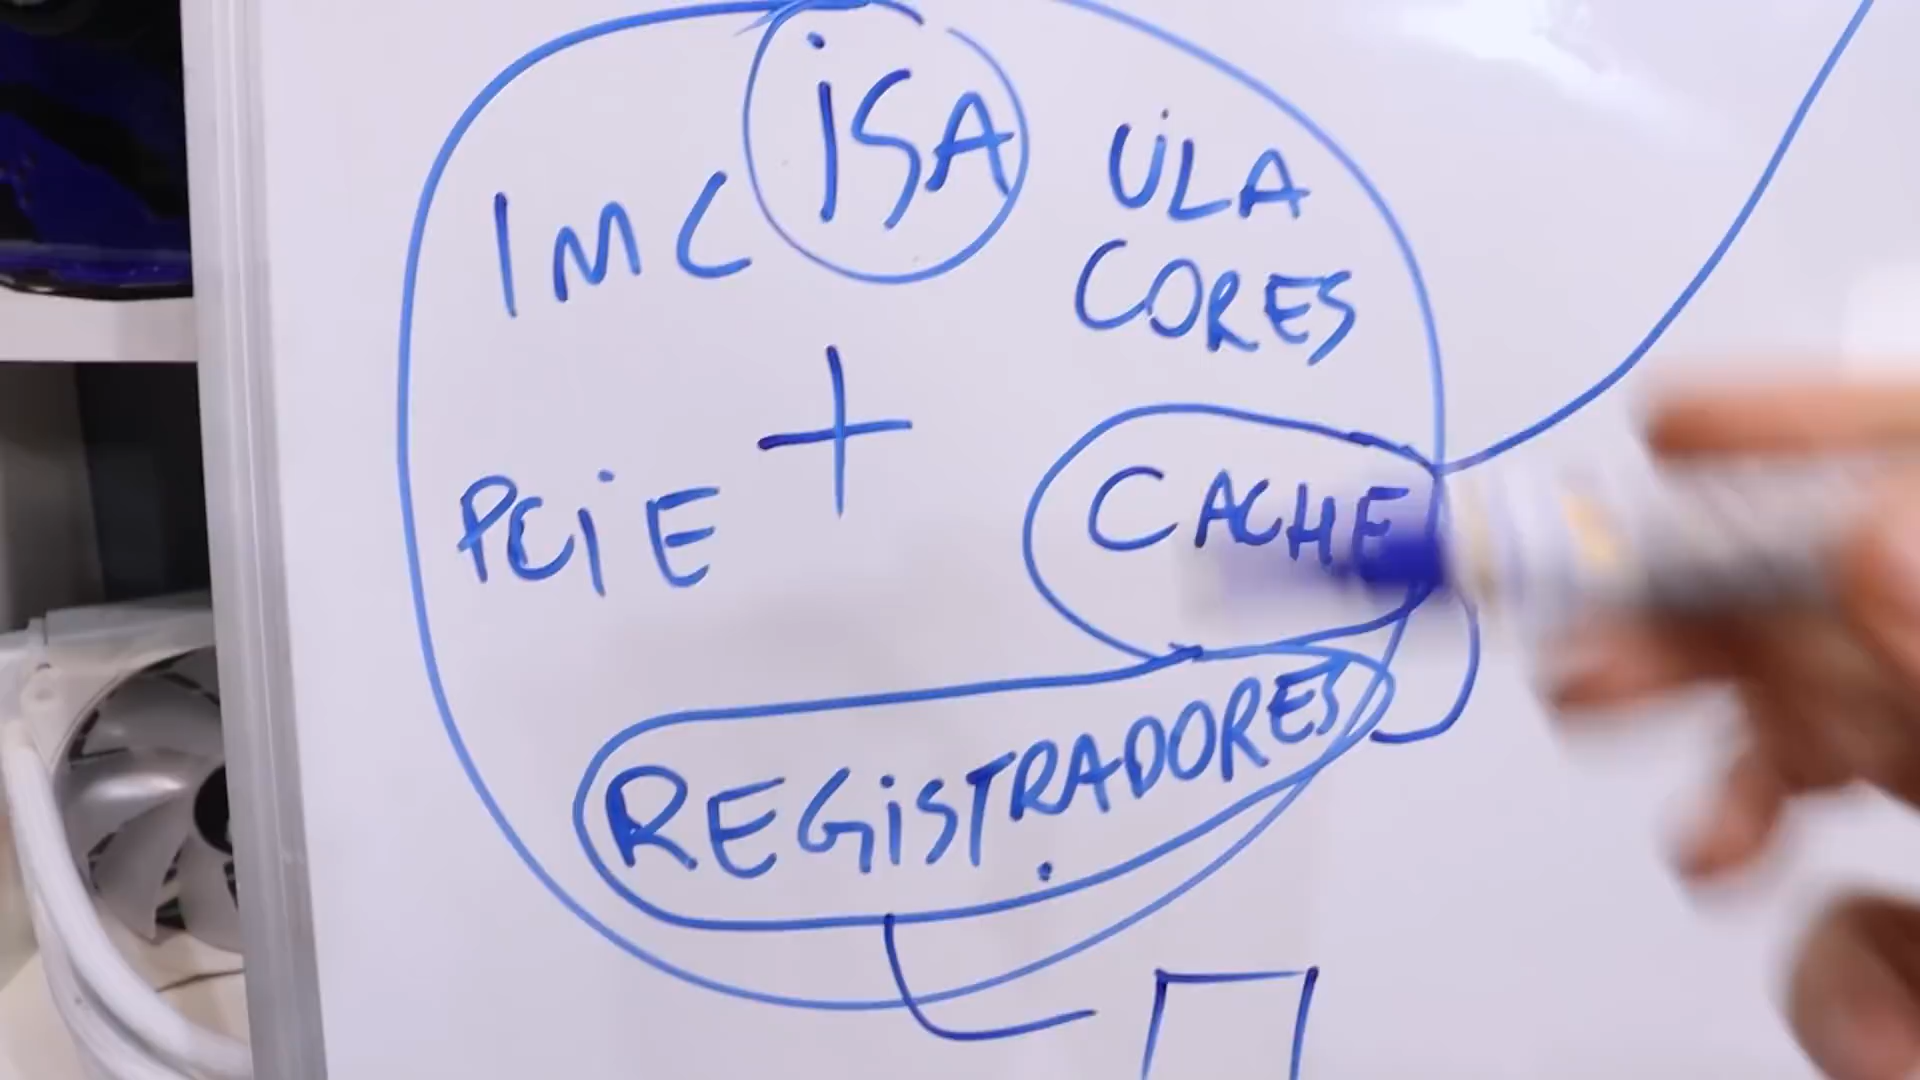 iSA
IMC
ULA
CORES
PCiE
CACHE
REGiSTRADORES